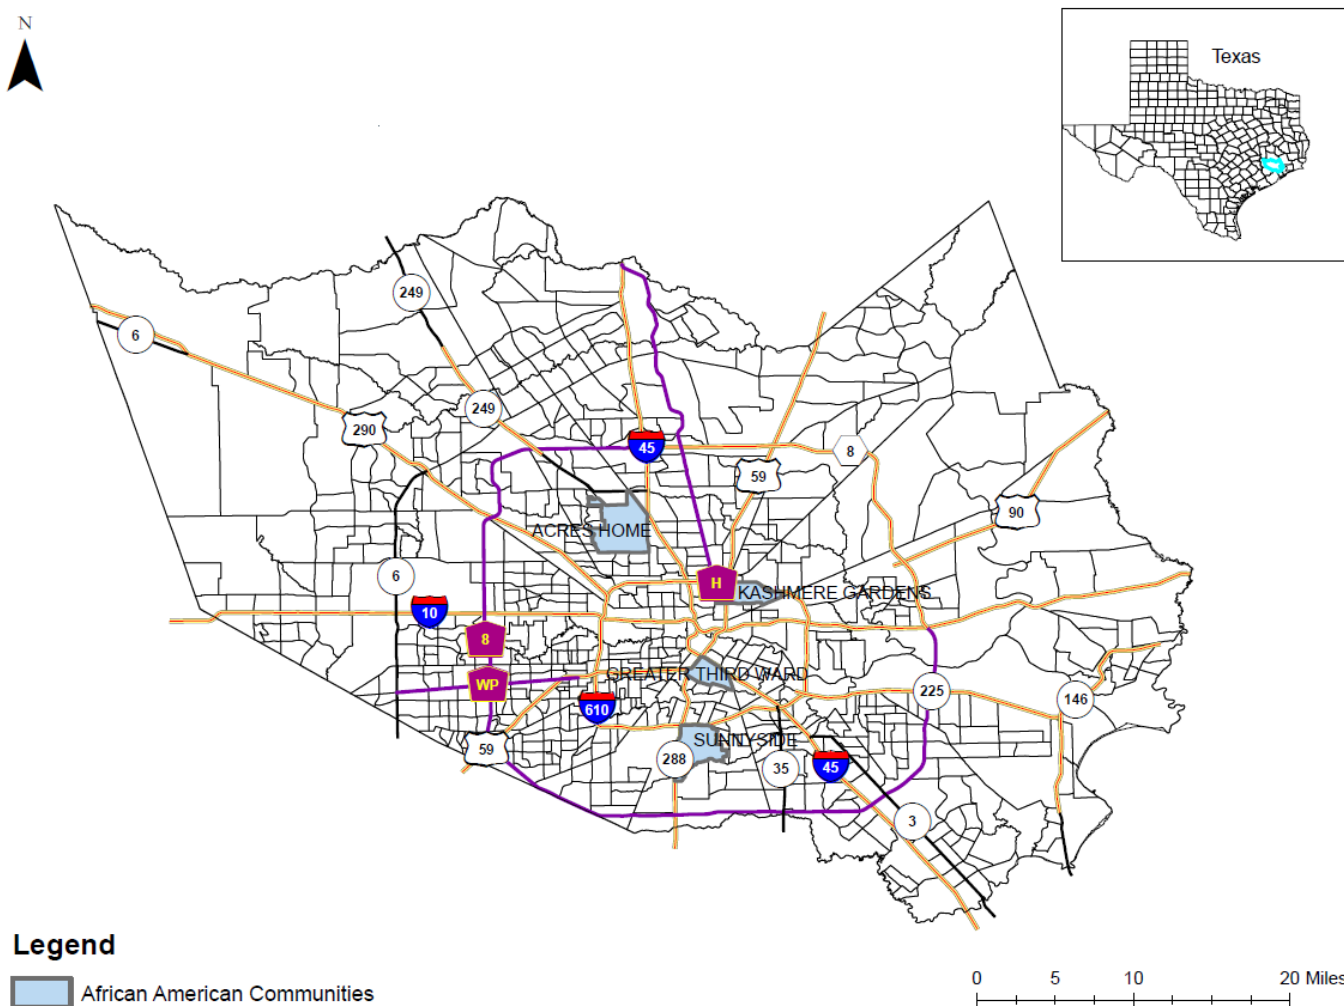 N
Texas
249
6
249
290
45
8
59
90
ACRES HOME
6
H
KASHMERE GARDENS
10
8
GREATER THIRD WARD
WP
225
146
610
59
SUNNYSIDE
288
35
45
3
Legend
African American Communities
0 5 10 20 Miles